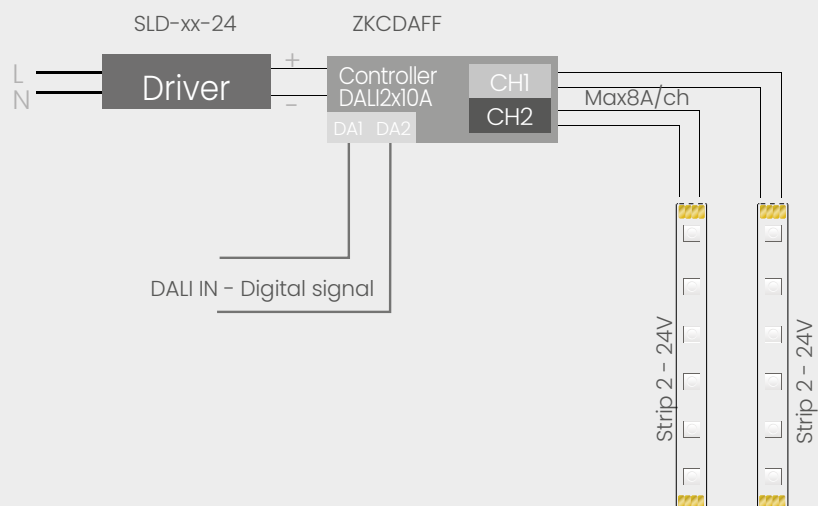 SLD-xx-24
ZKCDAFF
L
N
Driver
+
-
Controller
DALI2x10A
DA1 DA2
CH1
CH2
Max8A/ch
DALI IN - Digital signal
Strip 2 - 24V
Strip 2 - 24V